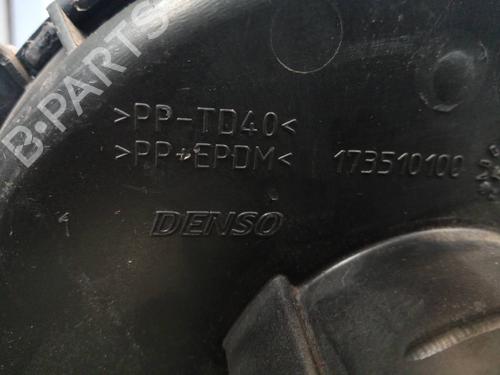 B-PARTS
>PP-TD40<
>PP+EPDM< 173510100
DENSO